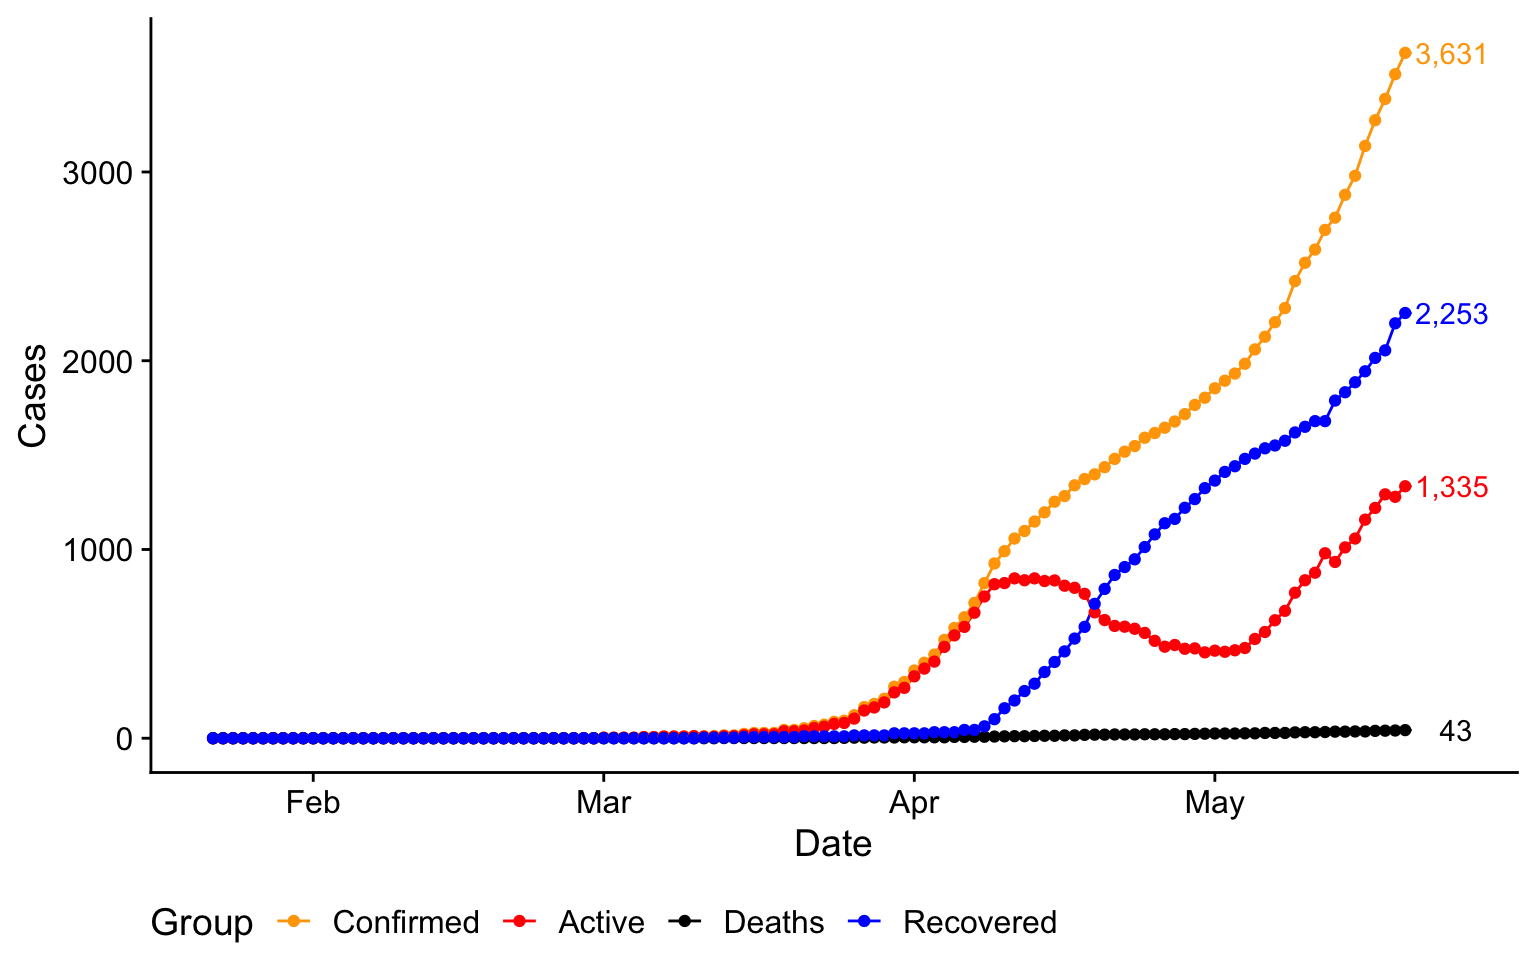 3,631
3000
2,253
2000
Cases
1,335
1000
43
0
Feb Mar Apr May
Date
Group Confirmed Active Deaths Recovered